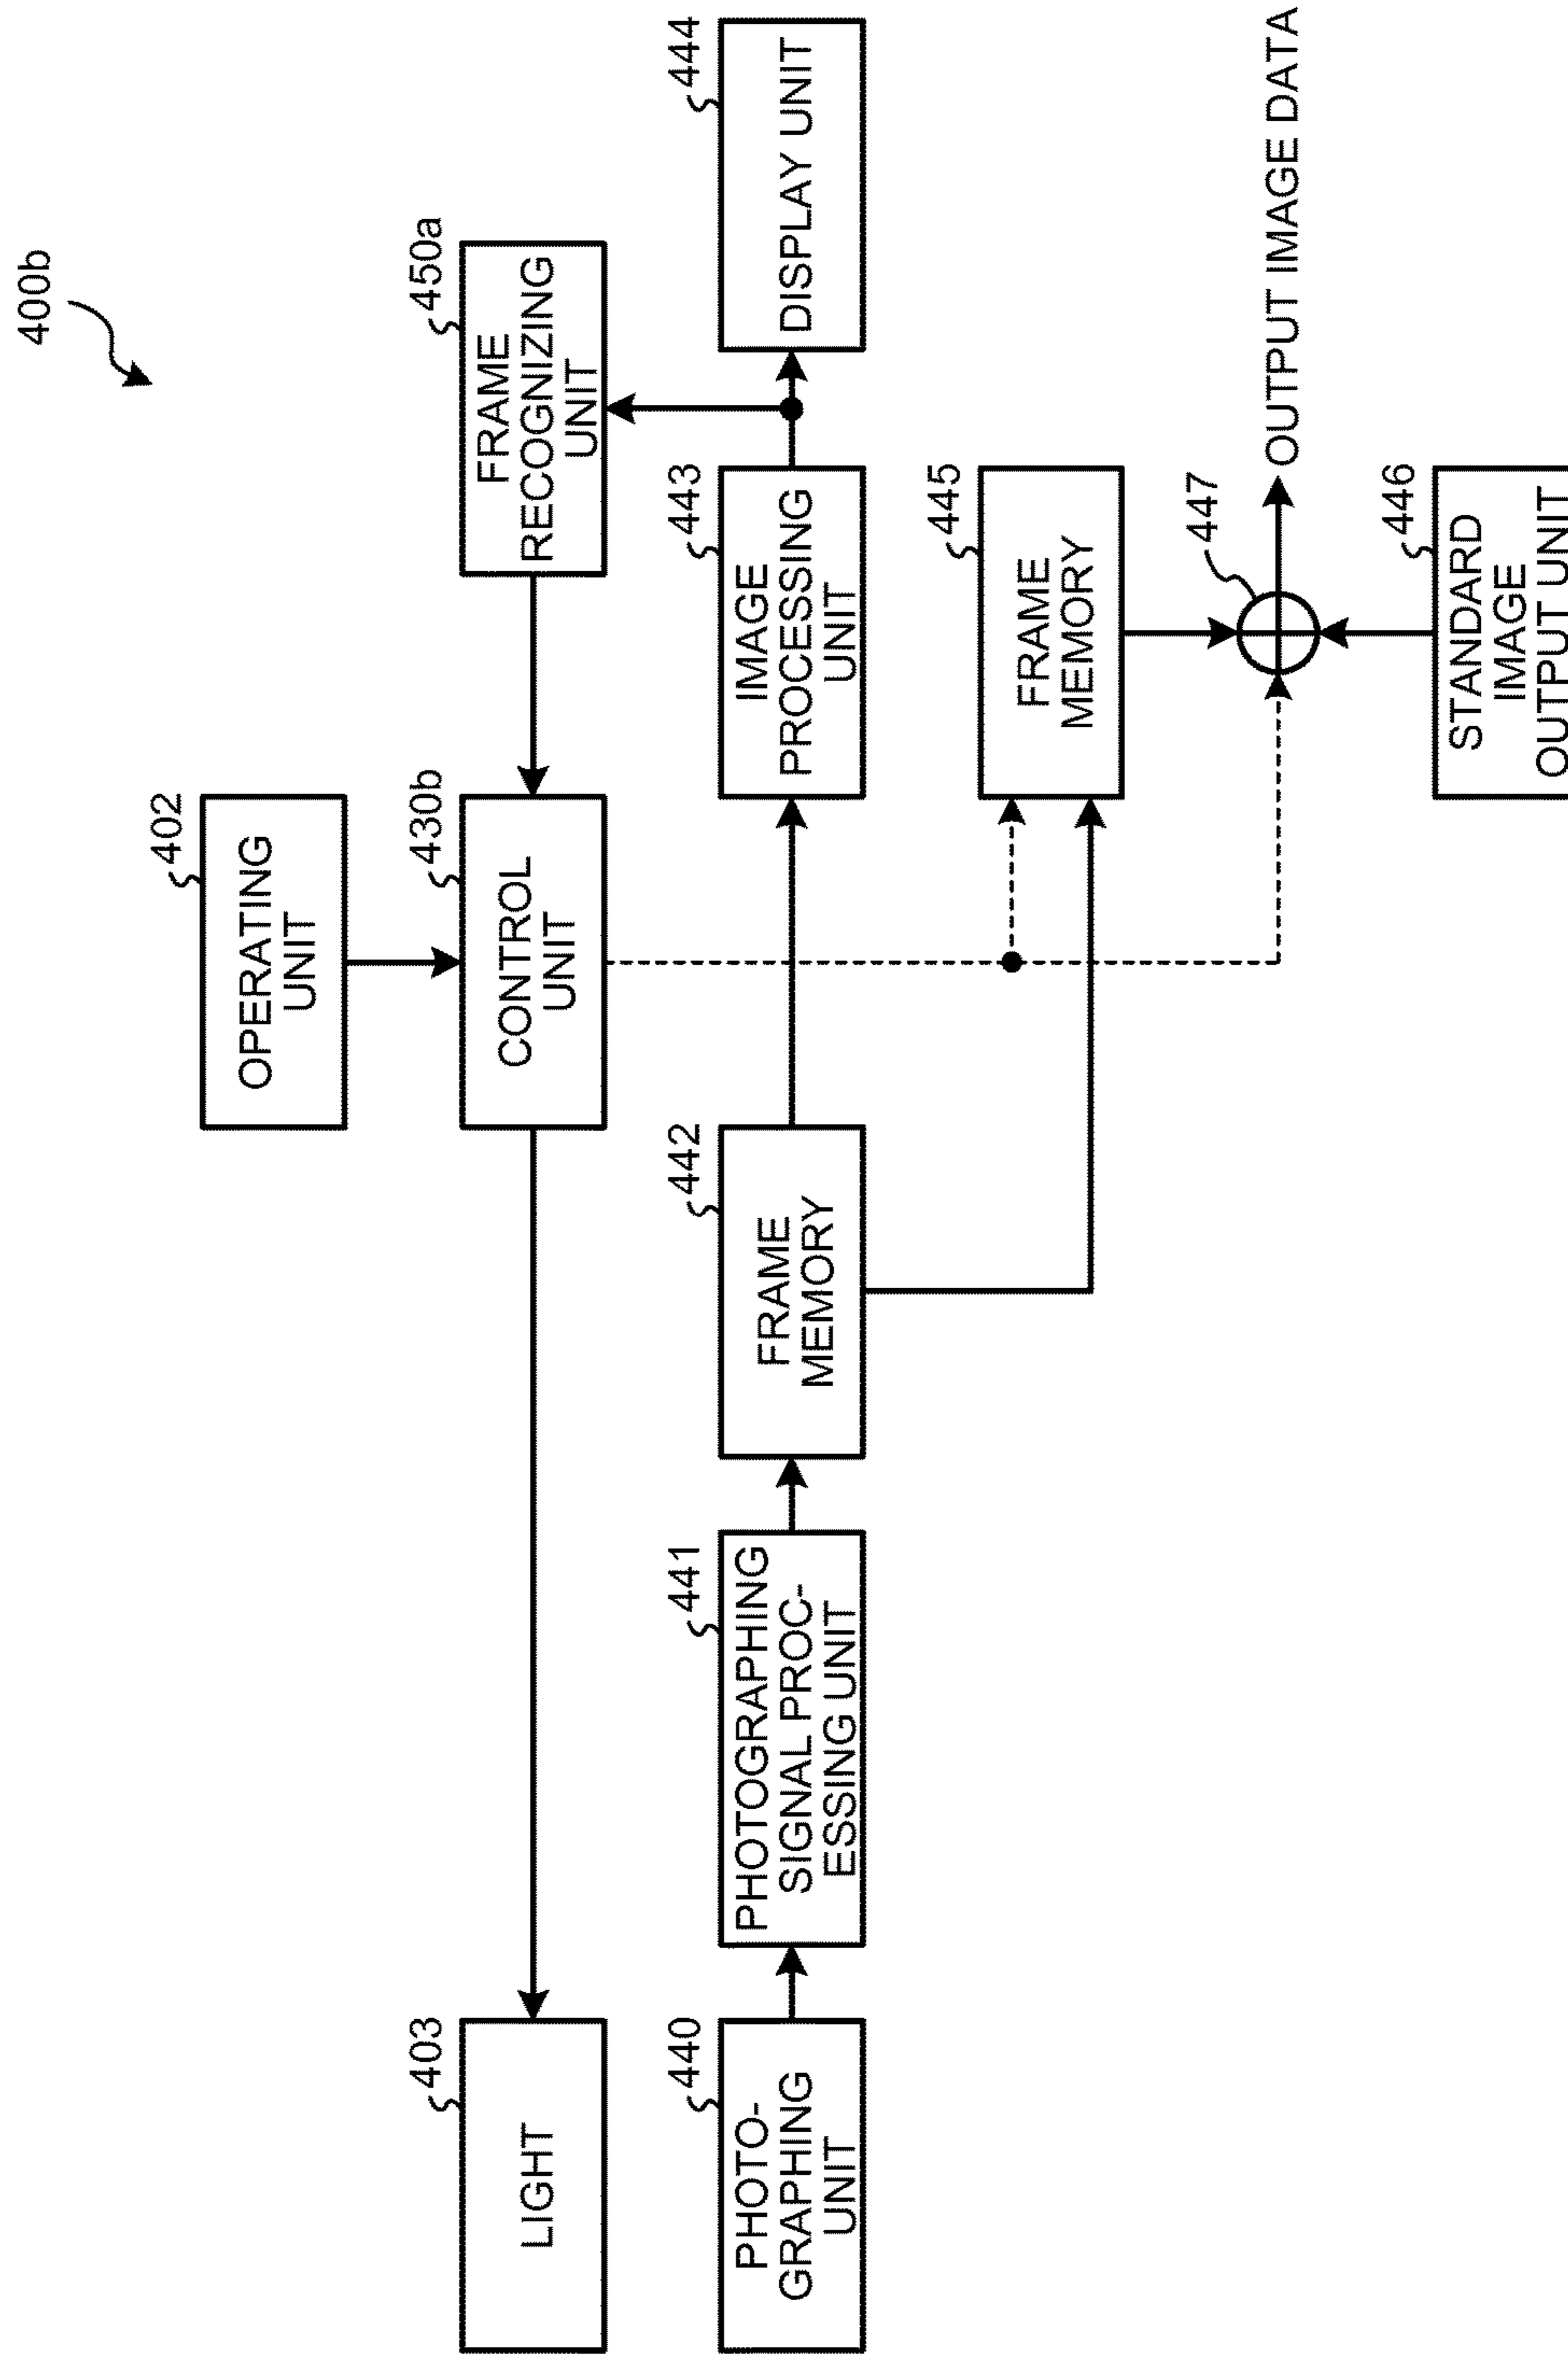 400b
402
OPERATING
UNIT
403
LIGHT
430b
CONTROL
UNIT
450a
FRAME
RECOGNIZING
UNIT
440
PHOTO-
GRAPHING
UNIT
441
PHOTOGRAPHING
SIGNAL PROC-
ESSING UNIT
442
FRAME
MEMORY
443
IMAGE
PROCESSING
UNIT
444
DISPLAY UNIT
445
FRAME
MEMORY
447
OUTPUT IMAGE DATA
446
STANDARD
IMAGE
OUTPUT UNIT